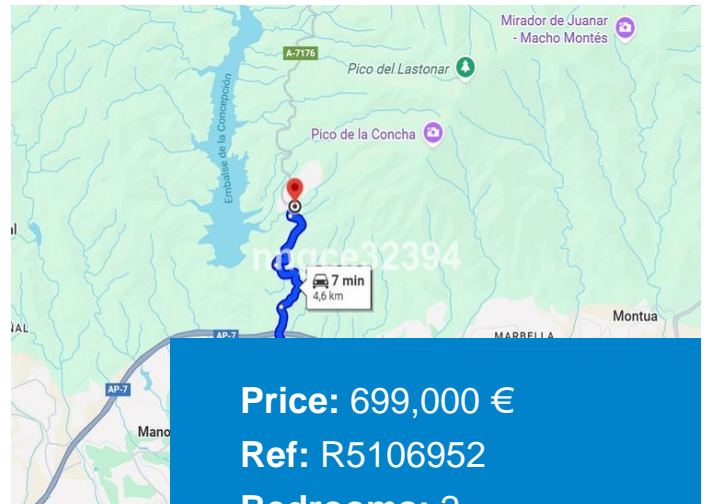 Mirador de Juanar
- Macho Montés
A-7176
Pico del Lastonar
Embalse de la Concepción
Pico de la Concha
nngce32394
7 min
4,6 km
Montua
MARBELLA
AP-7
AP-7
Price: 699,000 €
Ref: R5106952